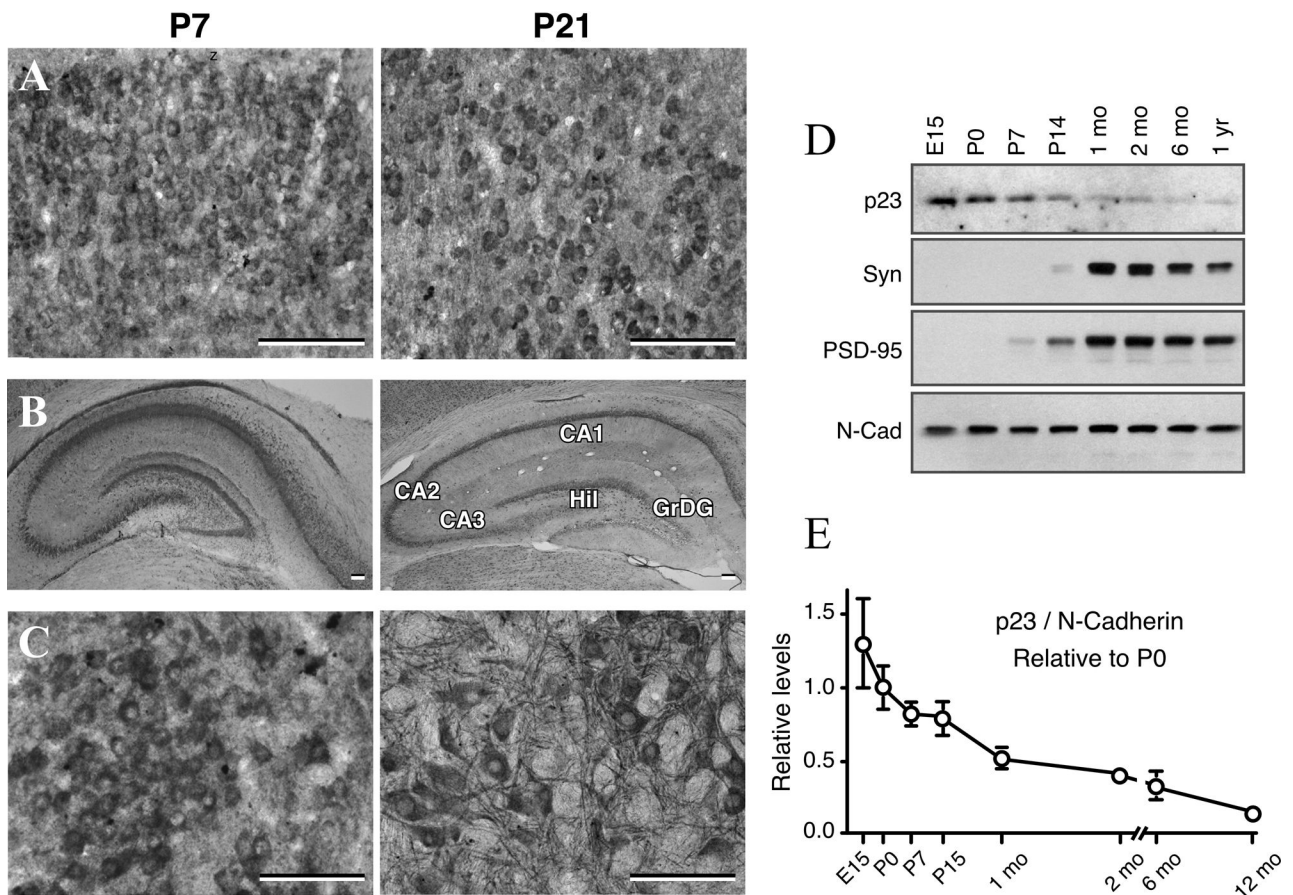 P7
P21
A
z
B
CA1
CA2
CA3
Hil
GrDG
C
D
E15
P0
P7
P14
1 mo
2 mo
6 mo
1 yr
p23
Syn
PSD-95
N-Cad
E
p23 / N-Cadherin
Relative to P0
Relative levels
1.5
1.0
0.5
0.0
E15
P0
P7
P15
1 mo
2 mo
6 mo
12 mo